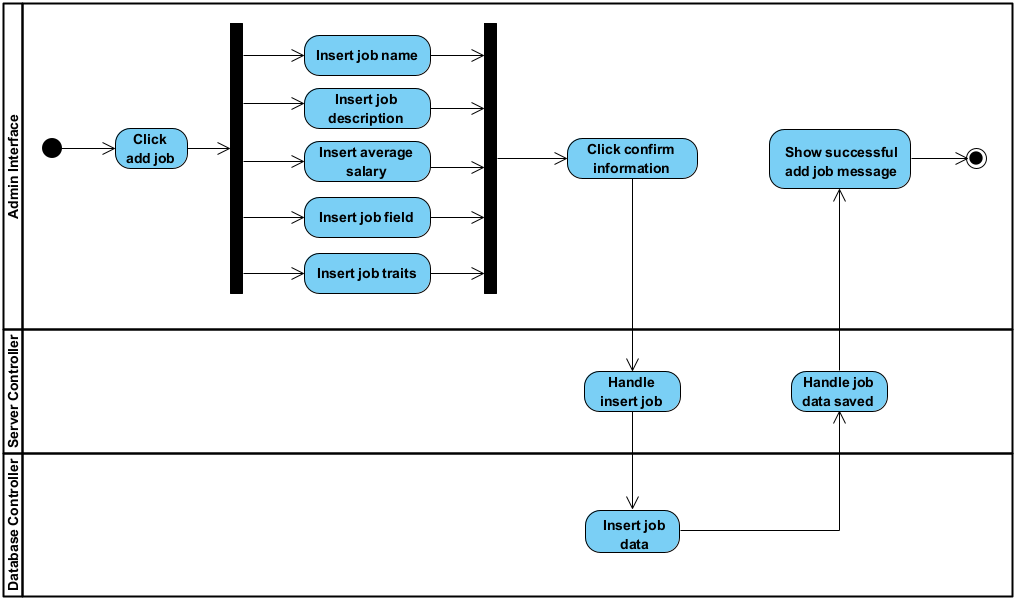 Admin Interface
Click
add job
Insert job name
Insert job
description
Insert average
salary
Insert job field
Insert job traits
Click confirm
information
Show successful
add job message
Server Controller
Handle
insert job
Handle job
data saved
Database Controller
Insert job
data